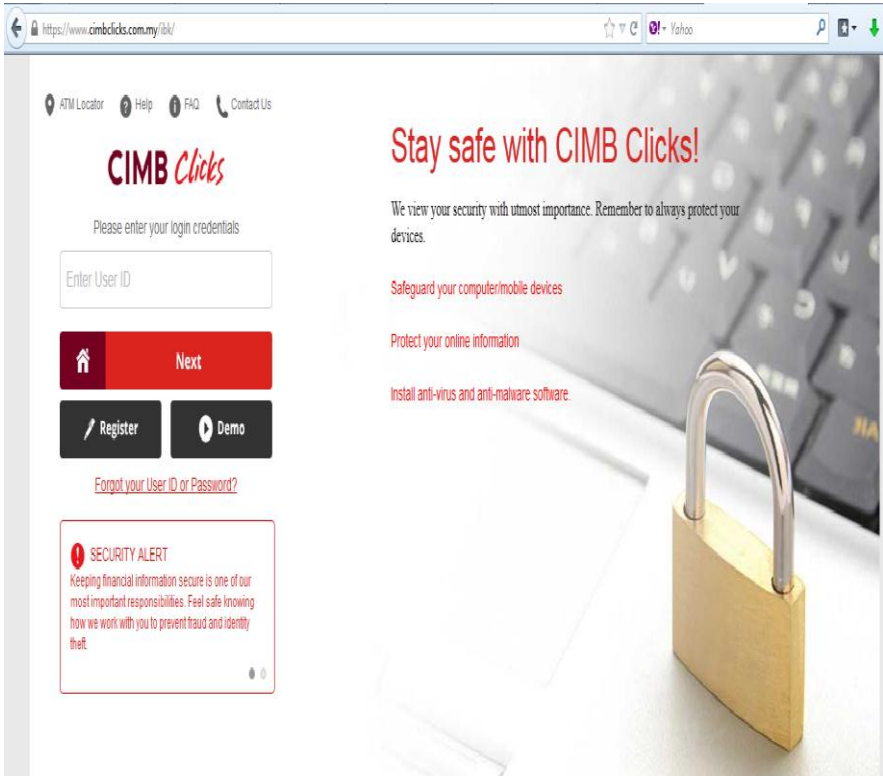 https://www.cimbclicks.com.my/ibk/
Yahoo
ATM Locator Help FAQ Contact Us
CIMB Clicks
Please enter your login credentials
Enter User ID
Next
Register Demo
Forgot your User ID or Password?
SECURITY ALERT
Keeping financial information secure is one of our
most important responsibilities. Feel safe knowing
how we work with you to prevent fraud and identity
theft.
Stay safe with CIMB Clicks!
We view your security with utmost importance. Remember to always protect your
devices.
Safeguard your computer/mobile devices
Protect your online information
Install anti-virus and anti-malware software.